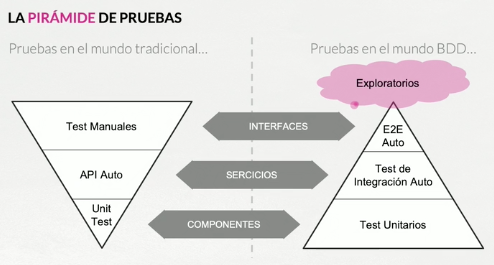 LA PIRÁMIDE DE PRUEBAS
Pruebas en el mundo tradicional...
Pruebas en el mundo BDD...
Exploratorios
Test Manuales
INTERFACES
E2E
Auto
API Auto
SERCICIOS
Test de
Integración Auto
Unit
Test
COMPONENTES
Test Unitarios